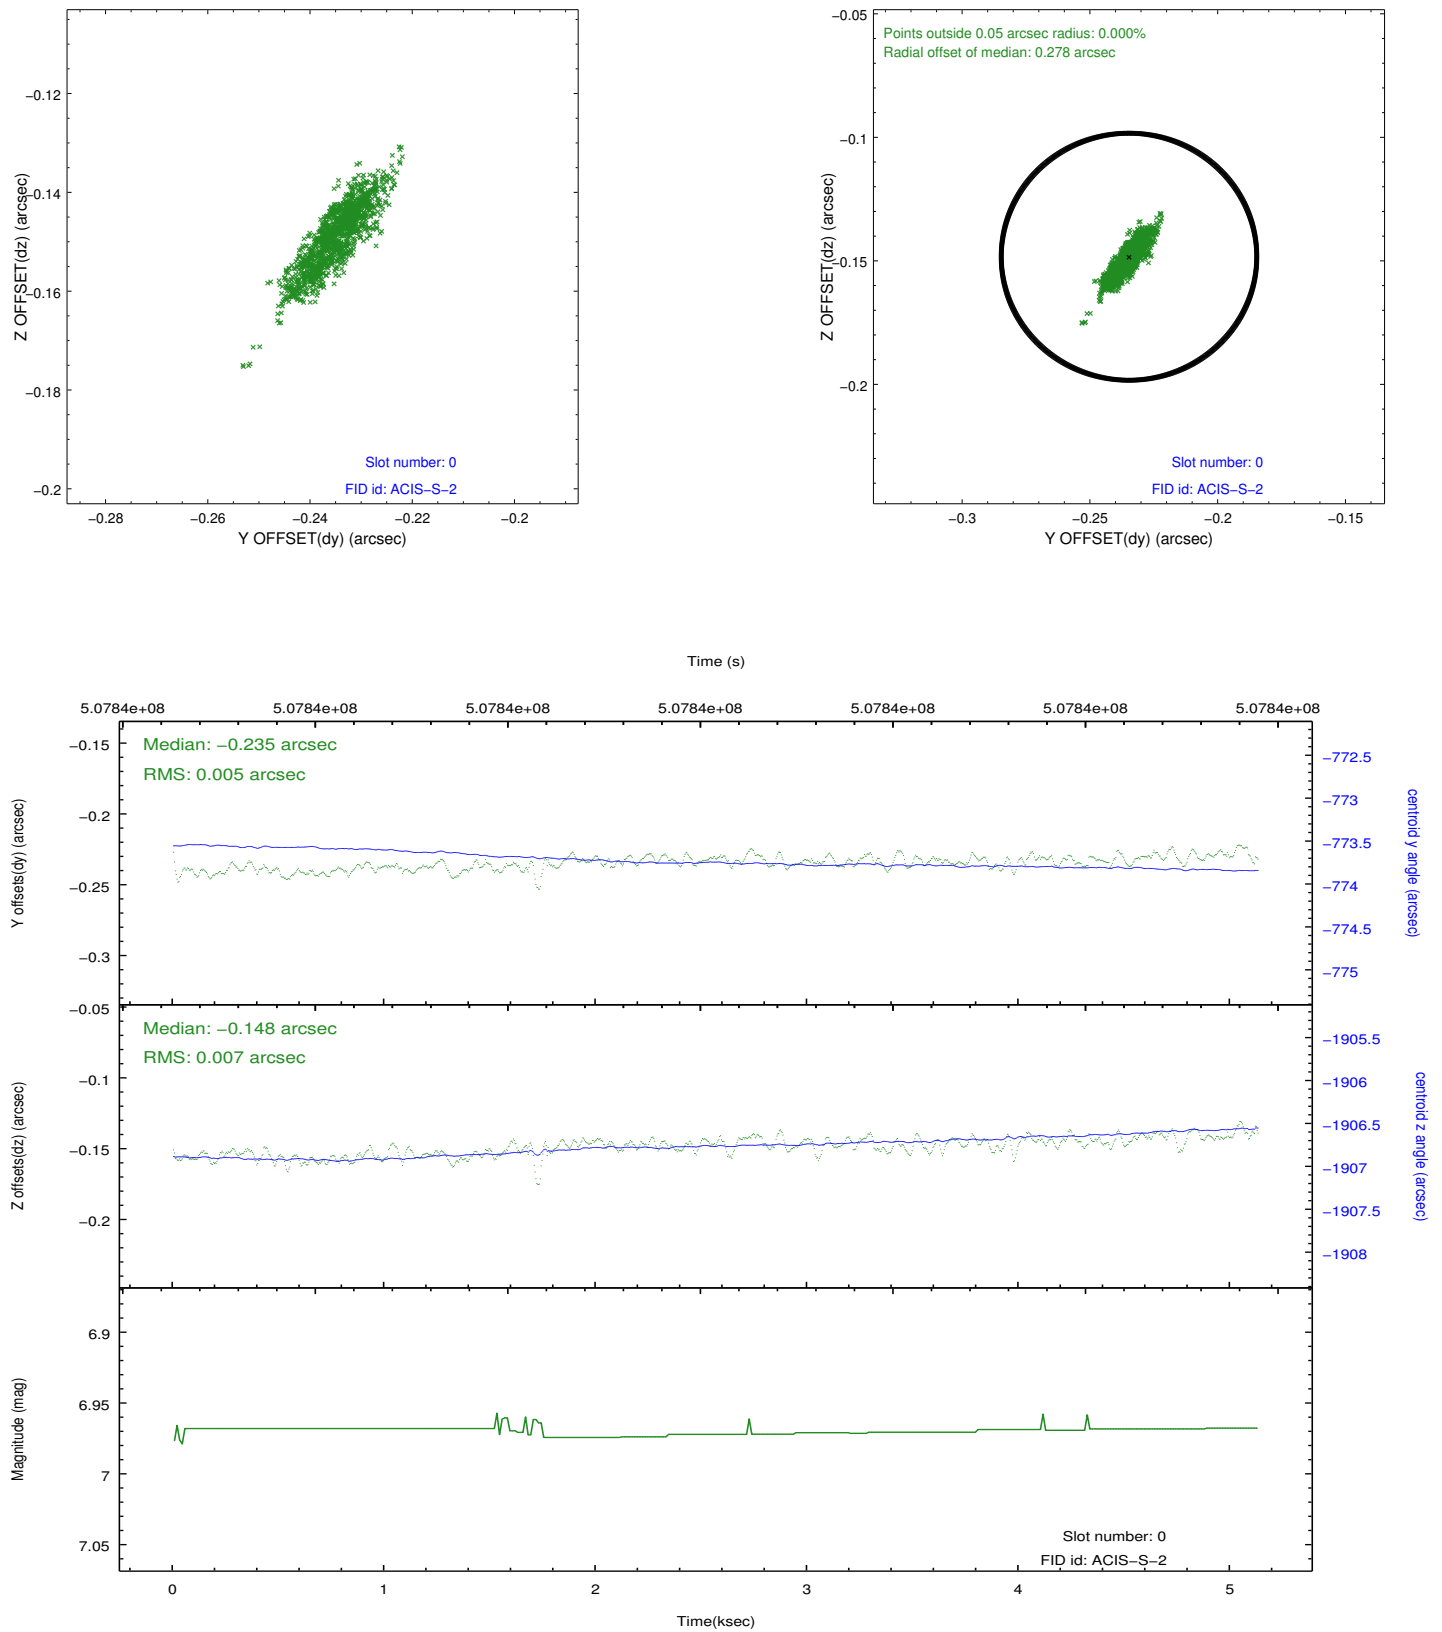 −0.12
−0.14
−0.16
−0.18
−0.2
Z OFFSET(dz) (arcsec)
Slot number: 0
FID id: ACIS−S−2
−0.28
−0.26
−0.24
−0.22
−0.2
Y OFFSET(dy) (arcsec)
−0.05
−0.1
−0.15
−0.2
Z OFFSET(dz) (arcsec)
Points outside 0.05 arcsec radius: 0.000%
Radial offset of median: 0.278 arcsec
Slot number: 0
FID id: ACIS−S−2
−0.3
−0.25
−0.2
−0.15
Y OFFSET(dy) (arcsec)
Time (s)
5.0784e+08
5.0784e+08
5.0784e+08
5.0784e+08
5.0784e+08
5.0784e+08
5.0784e+08
Median: −0.235 arcsec
RMS: 0.005 arcsec
−0.15
−0.2
−0.25
−0.3
Y offsets(dy) (arcsec)
−772.5
−773
−773.5
−774
−774.5
−775
centroid y angle (arcsec)
Median: −0.148 arcsec
RMS: 0.007 arcsec
−0.05
−0.1
−0.15
−0.2
Z offsets(dz) (arcsec)
−1905.5
−1906
−1906.5
−1907
−1907.5
−1908
centroid z angle (arcsec)
6.9
6.95
7
7.05
Magnitude (mag)
Slot number: 0
FID id: ACIS−S−2
0
1
2
3
4
5
Time(ksec)